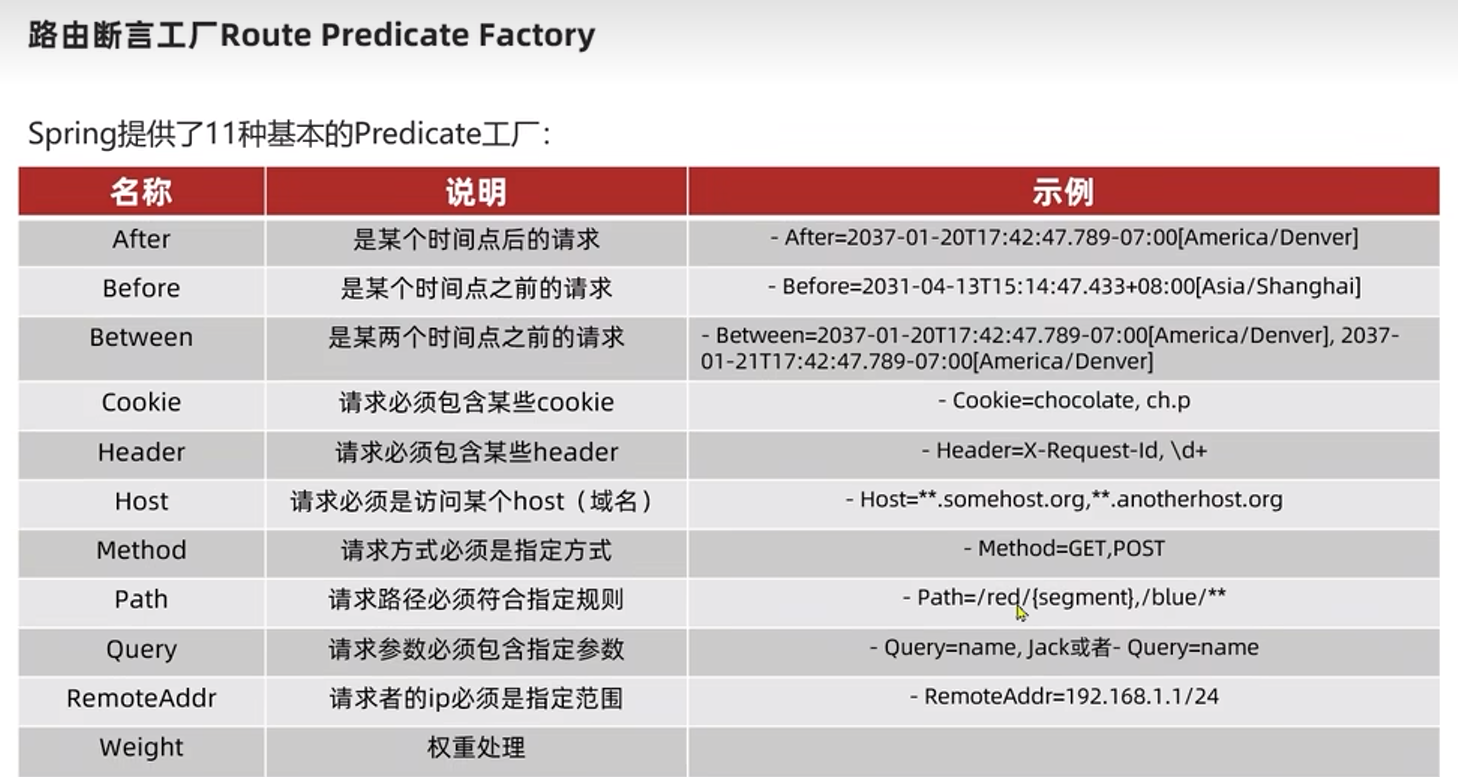 路由断言工厂Route Predicate Factory
Spring提供了11种基本的Predicate工厂：
名称 说明 示例
After 是某个时间点后的请求 - After=2037-01-20T17:42:47.789-07:00[America/Denver]
Before 是某个时间点之前的请求 - Before=2031-04-13T15:14:47.433+08:00[Asia/Shanghai]
Between 是某两个时间点之前的请求 - Between=2037-01-20T17:42:47.789-07:00[America/Denver], 2037-
01-21T17:42:47.789-07:00[America/Denver]
Cookie 请求必须包含某些cookie - Cookie=chocolate, ch.p
Header 请求必须包含某些header - Header=X-Request-Id, \d+
Host 请求必须是访问某个host（域名） - Host=**.somehost.org,**.anotherhost.org
Method 请求方式必须是指定方式 - Method=GET,POST
Path 请求路径必须符合指定规则 - Path=/red/{segment},/blue/**
Query 请求参数必须包含指定参数 - Query=name, Jack或者- Query=name
RemoteAddr 请求者的ip必须是指定范围 - RemoteAddr=192.168.1.1/24
Weight 权重处理